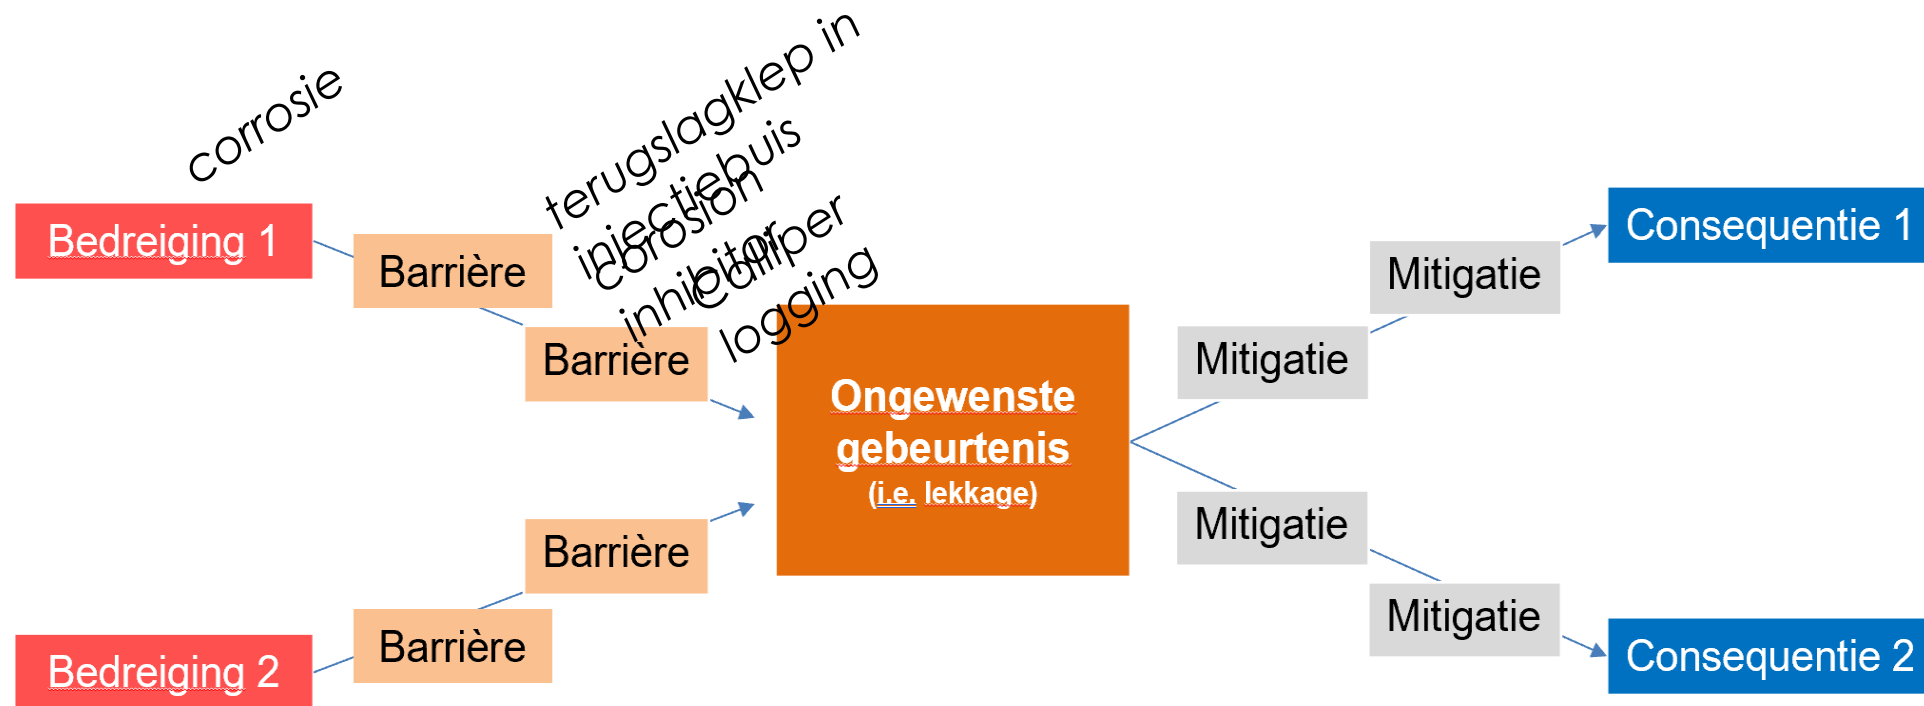 corrosie
terugslagklep in
injectiebuis
corosion
inhibitor
Caliper
logging
Bedreiging 1
Barrière
Barrière
Ongewenste
gebeurtenis
(i.e. lekkage)
Barrière
Barrière
Bedreiging 2
Mitigatie
Mitigatie
Consequentie 1
Mitigatie
Mitigatie
Consequentie 2